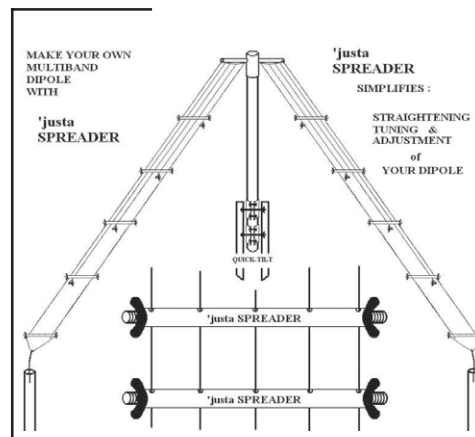 MAKE YOUR OWN
MULTIBAND
DIPOLE
WITH
'justa
SPREADER
'justa
SPREADER
SIMPLIFIES :
STRAIGHTENING
TUNING &
ADJUSTMENT
of
YOUR DIPOLE
QUICK-TILT
'justa SPREADER
'justa SPREADER